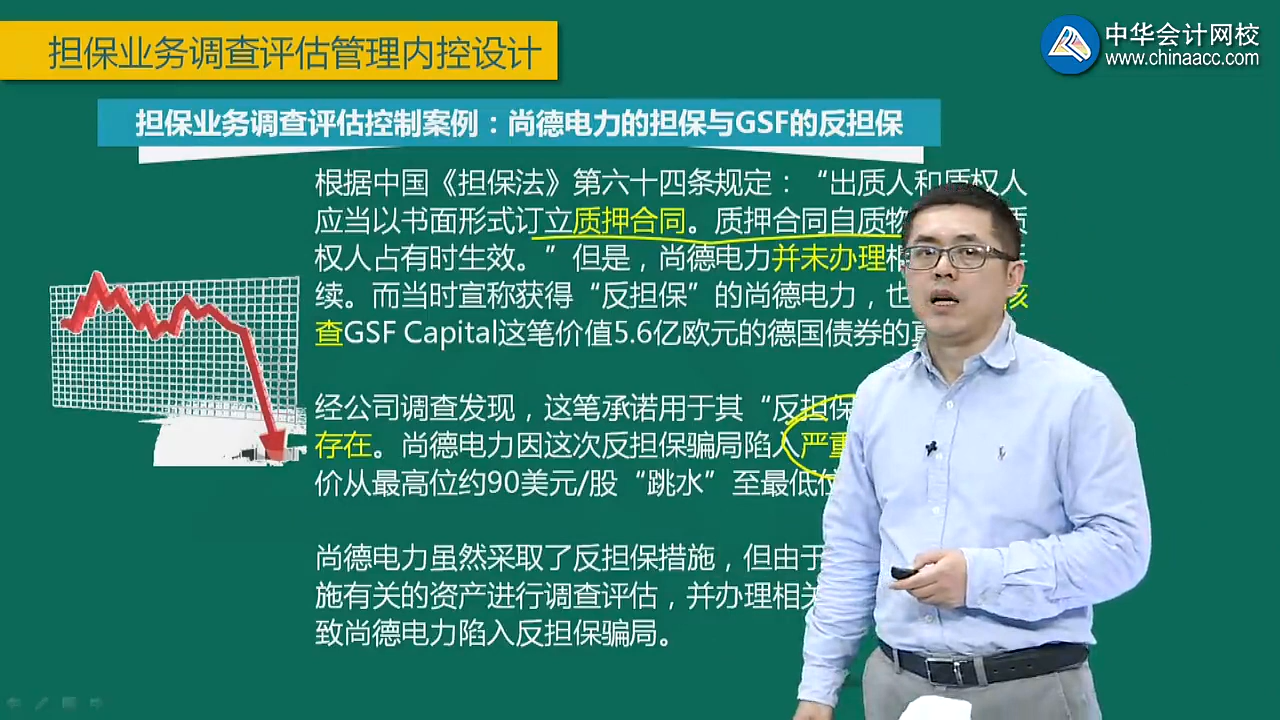 担保业务调查评估管理内控设计
中华会计网校
www.chinaacc.com
担保业务调查评估控制案例：尚德电力的担保与GSF的反担保
根据中国《担保法》第六十四条规定：“出质人和质权人
应当以书面形式订立质押合同。质押合同自质物
质
权人占有时生效。”但是，尚德电力并未办理相
手
续。而当时宣称获得“反担保”的尚德电力，也
核
查GSF Capital这笔价值5.6亿欧元的德国债券的真
经公司调查发现，这笔承诺用于其“反担保
存在。尚德电力因这次反担保骗局陷入严重
价从最高位约90美元/股“跳水”至最低位
尚德电力虽然采取了反担保措施，但由于
施有关的资产进行调查评估，并办理相关
致尚德电力陷入反担保骗局。